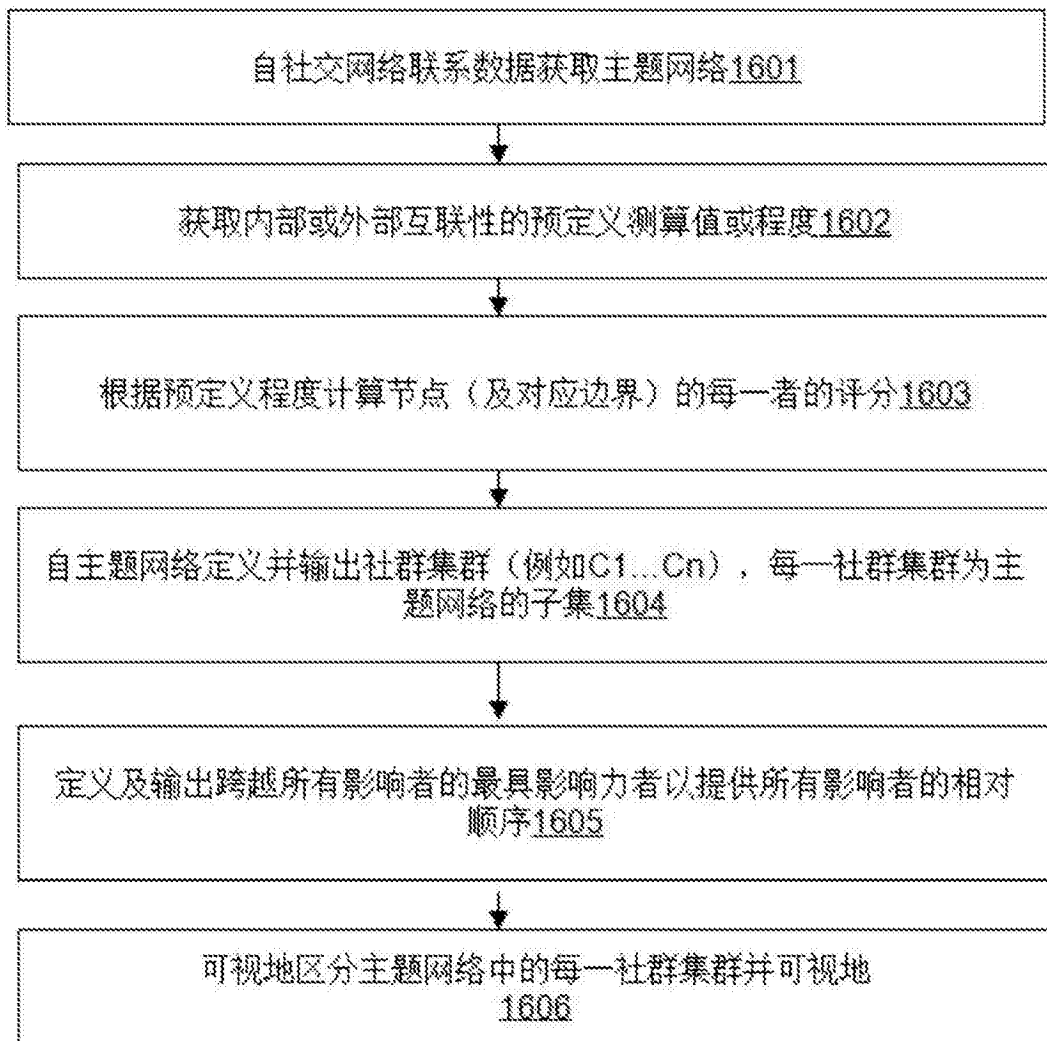 自社交网络联系数据获取主题网络1601
获取内部或外部互联性的预定义测算值或程度1602
根据预定义程度计算节点（及对应边界）的每一者的评分1603
自主题网络定义并输出社群集群（例如C1...Cn），每一社群集群为主
题网络的子集1604
定义及输出跨越所有影响者的最具影响力者以提供所有影响者的相对
顺序1605
可视地区分主题网络中的每一社群集群并可视地
1606